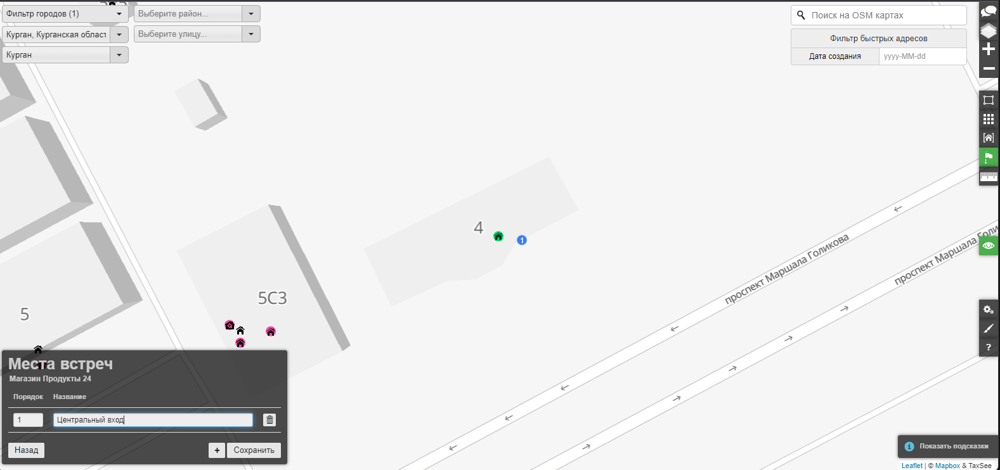 Фильтр городов (1)
Выберите район...
Курган, Курганская област
Выберите улицу...
Курган
Поиск на OSM картах
Фильтр быстрых адресов
Дата создания
yyyy-MM-dd
4
1
проспект Маршала Голикова
проспект Маршала Голи
5С3
5
Места встреч
Магазин Продукты 24
Порядок Название
1 Центральный вход
Назад + Сохранить
?
Показать подсказки
Leaflet | © Mapbox & TaxSee